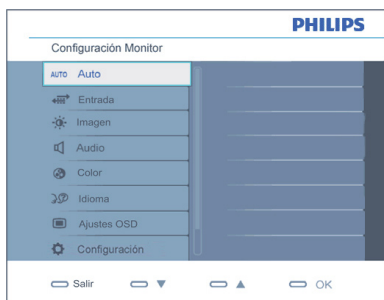 PHILIPS
Configuración Monitor
AUTO Auto
Entrada
Imagen
Audio
Color
Idioma
Ajustes OSD
Configuración
Salir ▼ ▲ OK